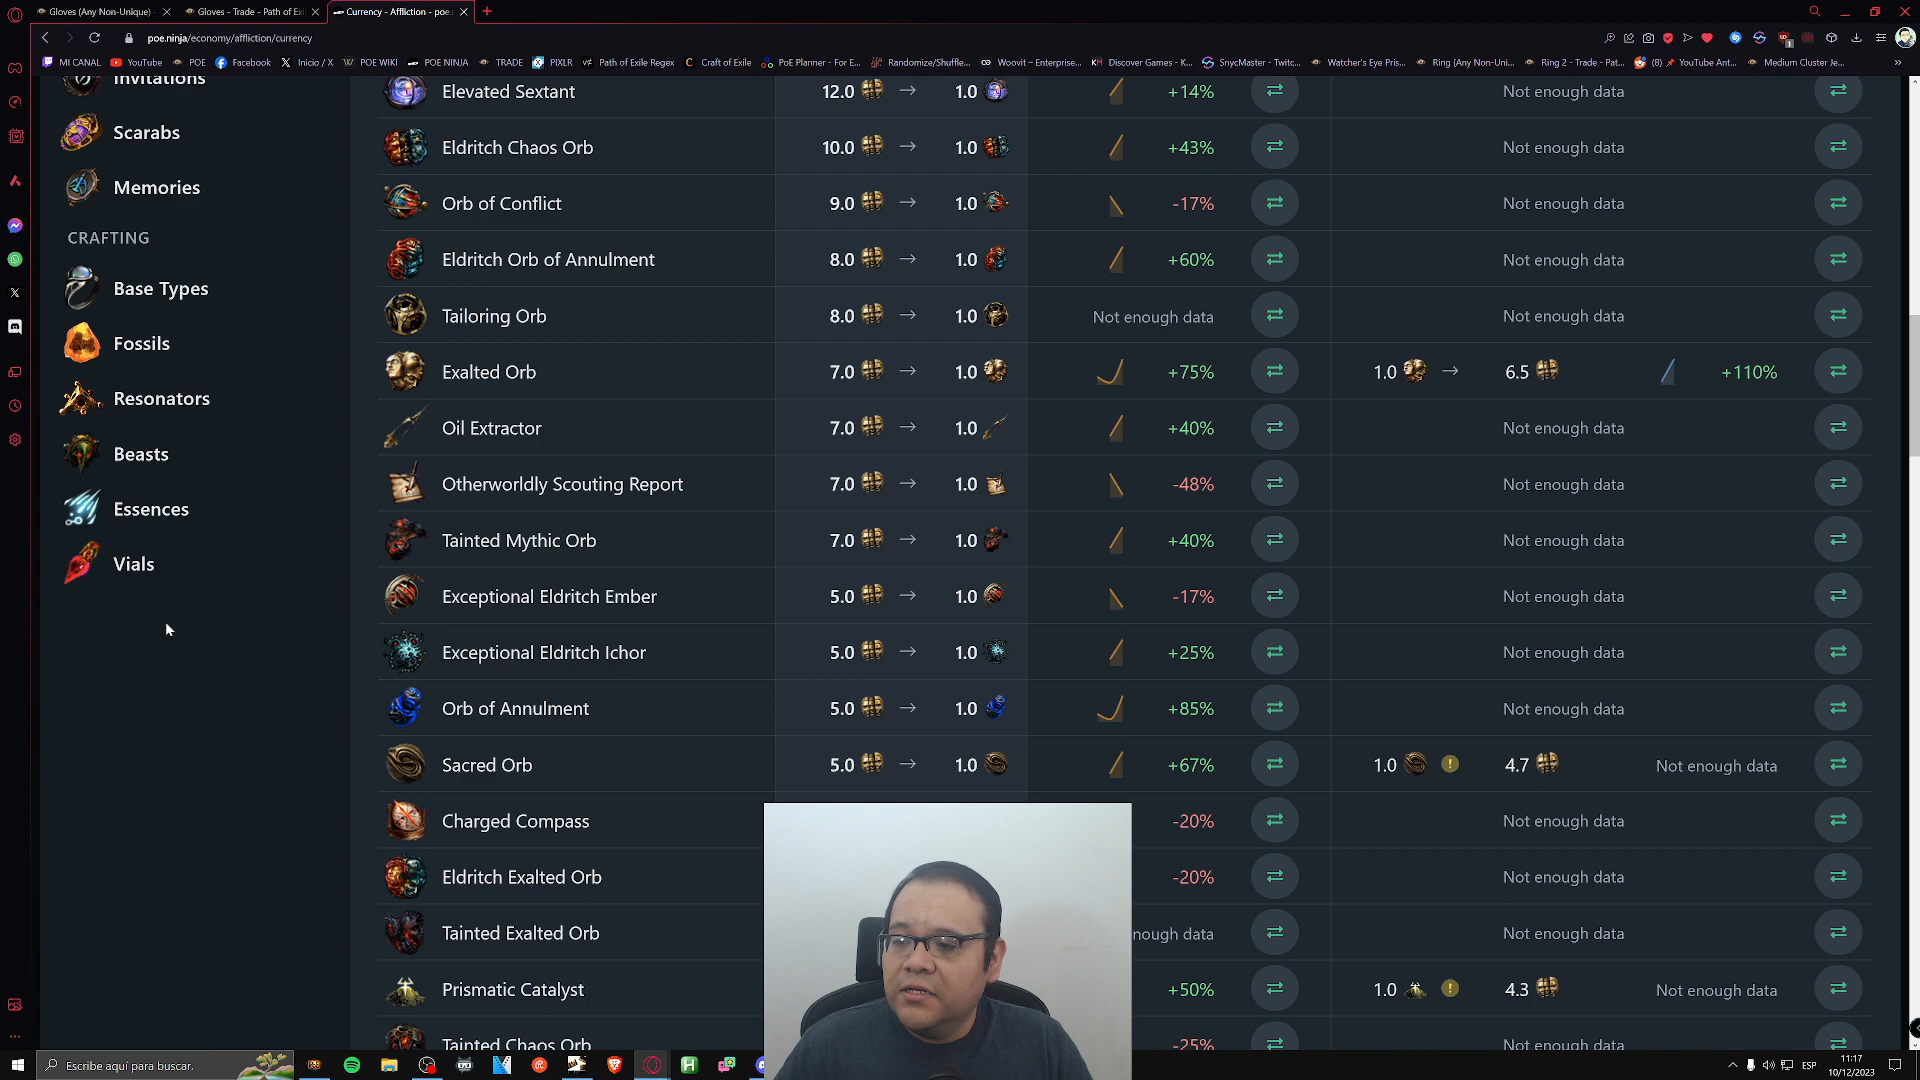 Gloves (Any Non-Unique)
Gloves - Trade - Path of Exi
Currency - Affliction - poe.
poe.ninja/economy/affliction/currency
MI CANAL YouTube POE Facebook Inicio / X POE WIKI POE NINJA TRADE PIXLR Path of Exile Regex Craft of Exile PoE Planner - For E... Randomize/Shuffle... Woovit – Enterprise... Discover Games - K... SnycMaster - Twitc... Watcher's Eye Pris... Ring (Any Non-Uni... Ring 2 - Trade - Pat... (8) YouTube Ant... Medium Cluster Je... »
Invitations
Scarabs
Memories
CRAFTING
Base Types
Fossils
Resonators
Beasts
Essences
Vials
Elevated Sextant 12.0 → 1.0 +14% Not enough data
Eldritch Chaos Orb 10.0 → 1.0 +43% Not enough data
Orb of Conflict 9.0 → 1.0 -17% Not enough data
Eldritch Orb of Annulment 8.0 → 1.0 +60% Not enough data
Tailoring Orb 8.0 → 1.0 Not enough data Not enough data
Exalted Orb 7.0 → 1.0 +75% 1.0 → 6.5 +110%
Oil Extractor 7.0 → 1.0 +40% Not enough data
Otherworldly Scouting Report 7.0 → 1.0 -48% Not enough data
Tainted Mythic Orb 7.0 → 1.0 +40% Not enough data
Exceptional Eldritch Ember 5.0 → 1.0 -17% Not enough data
Exceptional Eldritch Ichor 5.0 → 1.0 +25% Not enough data
Orb of Annulment 5.0 → 1.0 +85% Not enough data
Sacred Orb 5.0 → 1.0 +67% 1.0 ! 4.7 Not enough data
Charged Compass -20% Not enough data
Eldritch Exalted Orb -20% Not enough data
Tainted Exalted Orb nough data Not enough data
Prismatic Catalyst +50% 1.0 ! 4.3 Not enough data
Tainted Chaos Orb -25% Not enough data
Escribe aquí para buscar.
ESP
11:17
10/12/2023